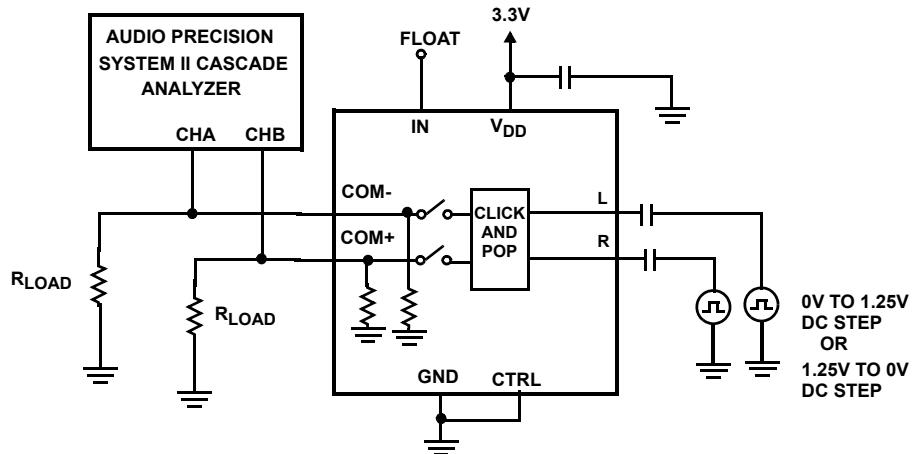 AUDIO PRECISION
SYSTEM II CASCADE
ANALYZER
CHA CHB
FLOAT
3.3V
IN
VDD
COM-
COM+
CLICK
AND
POP
L
R
RLOAD
RLOAD
0V TO 1.25V
DC STEP
OR
1.25V TO 0V
DC STEP
GND
CTRL